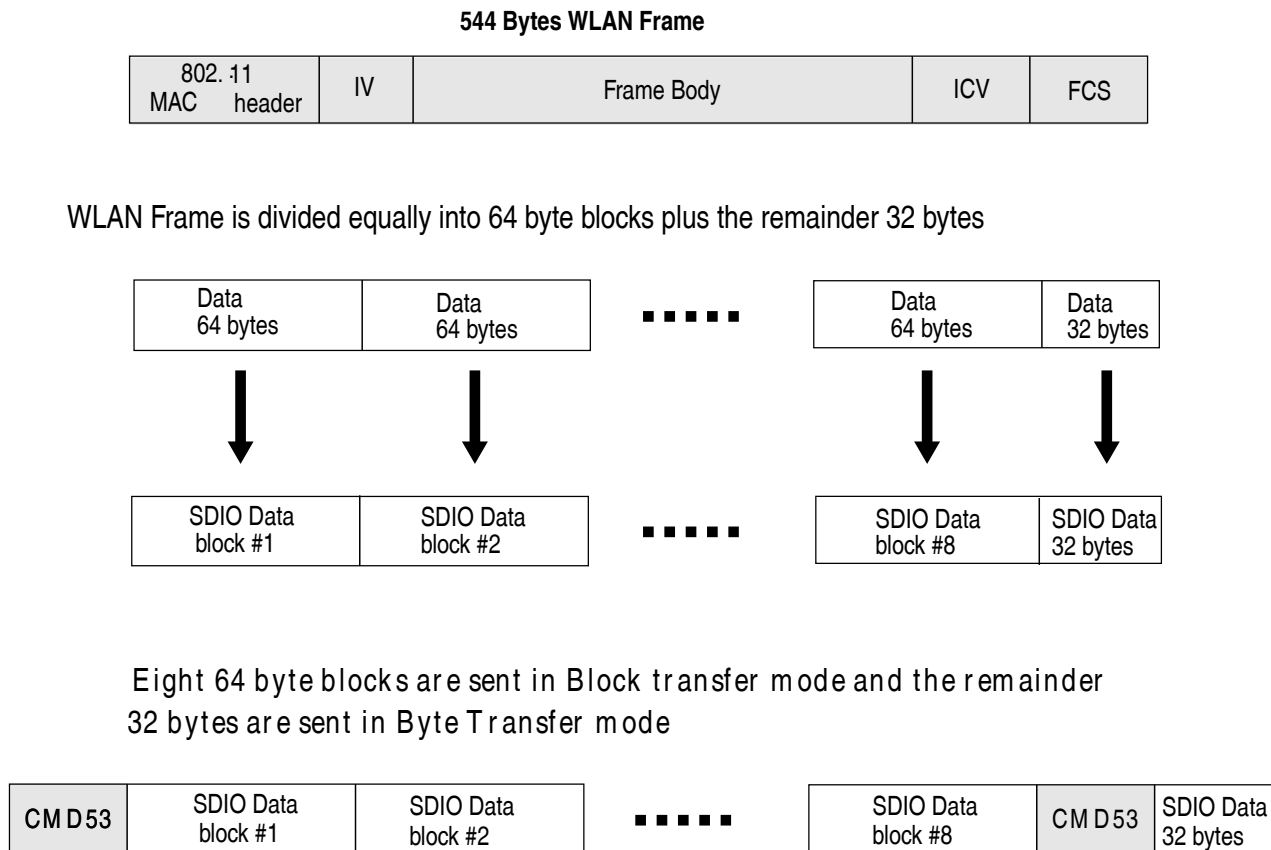 544 Bytes WLAN Frame
802.11
MAC header
IV
Frame Body
ICV
FCS
WLAN Frame is divided equally into 64 byte blocks plus the remainder 32 bytes
Data
64 bytes
Data
64 bytes
Data
64 bytes
Data
32 bytes
SDIO Data
block #1
SDIO Data
block #2
SDIO Data
block #8
SDIO Data
32 bytes
Eight 64 byte blocks are sent in Block transfer mode and the remainder
32 bytes are sent in Byte Transfer mode
CMD53
SDIO Data
block #1
SDIO Data
block #2
SDIO Data
block #8
CMD53
SDIO Data
32 bytes